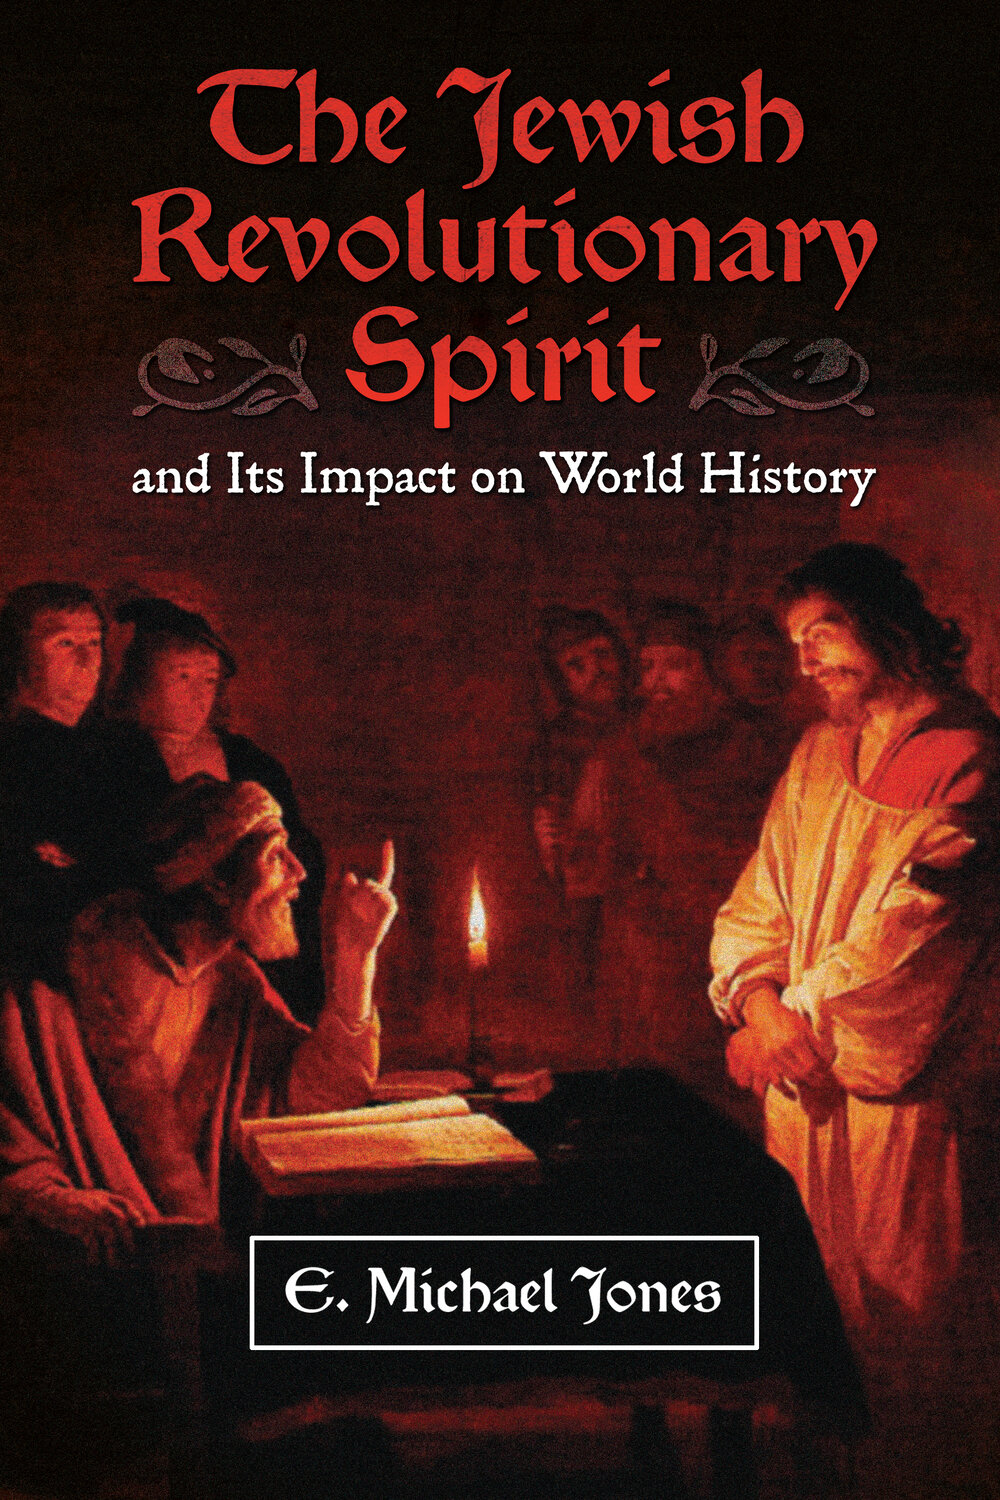 The Jewish
Revolutionary
Spirit
and Its Impact on World History
E. Michael Jones